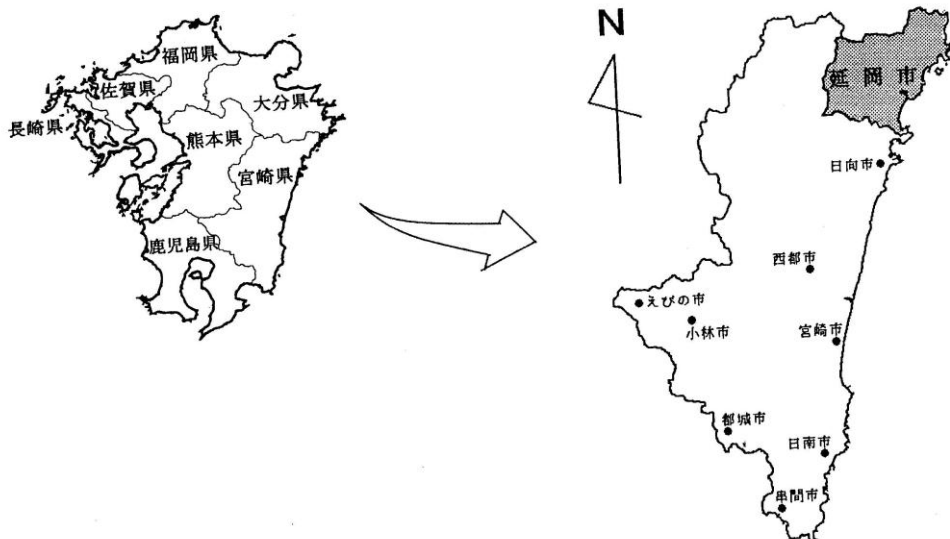 福岡県
佐賀県
長崎県
大分県
熊本県
宮崎県
鹿児島県
N
延岡市
日向市
西都市
えびの市
小林市
宮崎市
都城市
日南市
串間市